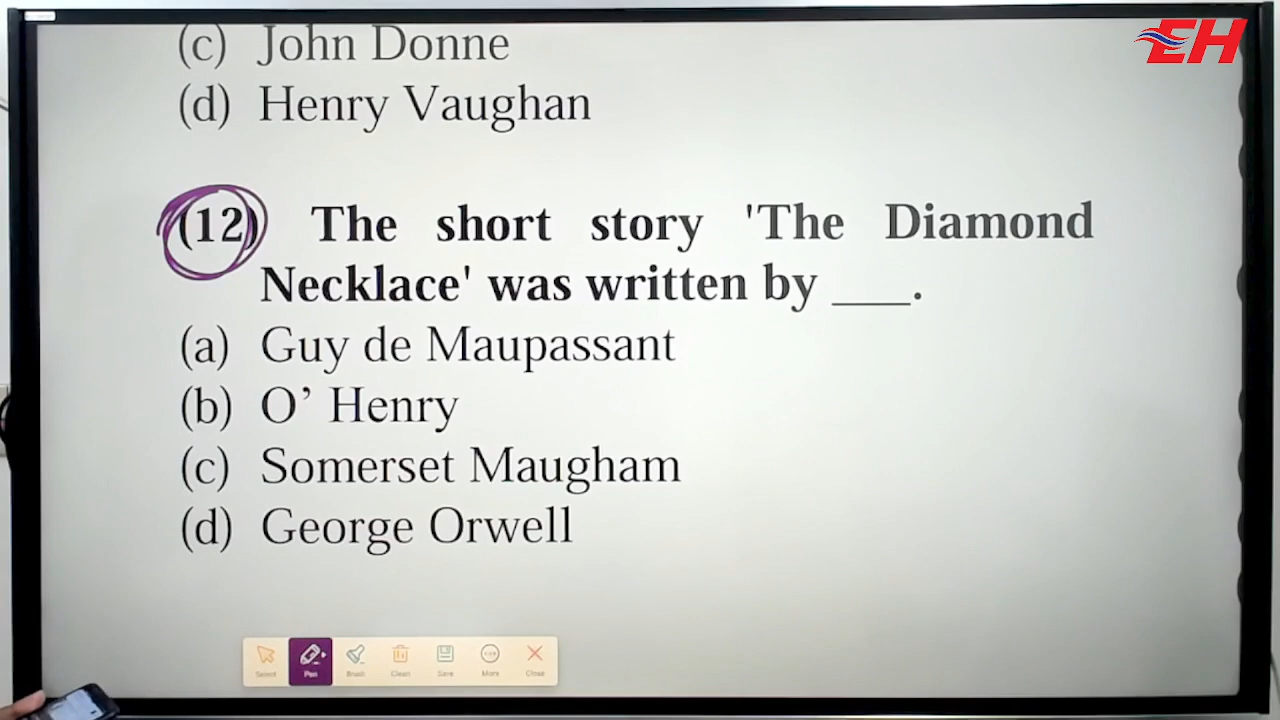 EH
(c) John Donne
(d) Henry Vaughan
(12) The short story 'The Diamond
Necklace' was written by ____.
(a) Guy de Maupassant
(b) O’ Henry
(c) Somerset Maugham
(d) George Orwell
Select Pen Brush Clean Save More Close